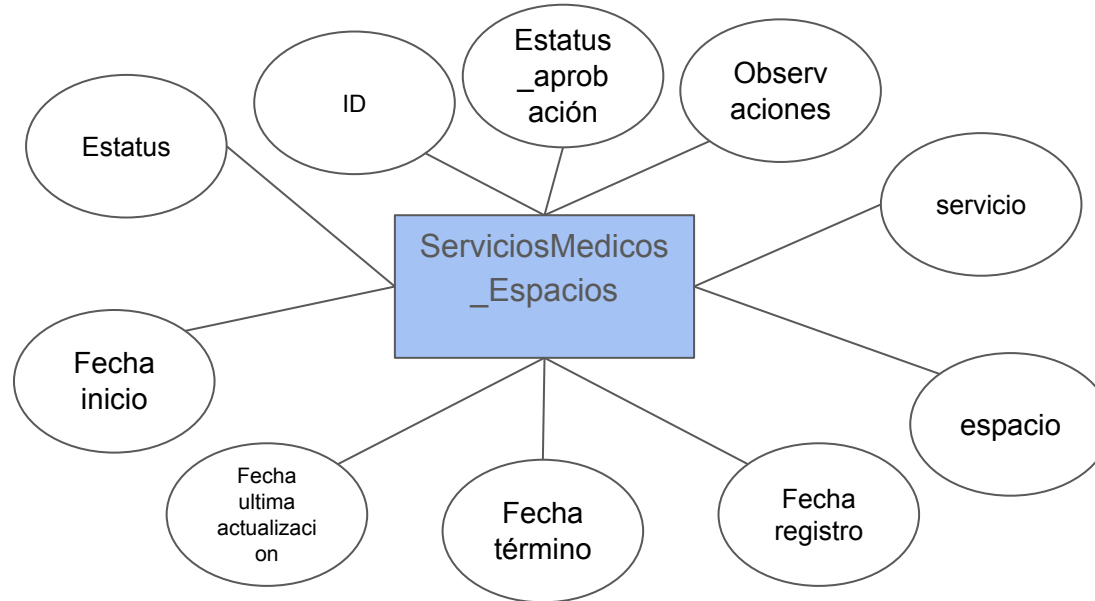 Estatus
_aprob
ación
Observ
aciones
ID
Estatus
servicio
ServiciosMedicos
_Espacios
Fecha
inicio
espacio
Fecha
ultima
actualizaci
on
Fecha
término
Fecha
registro